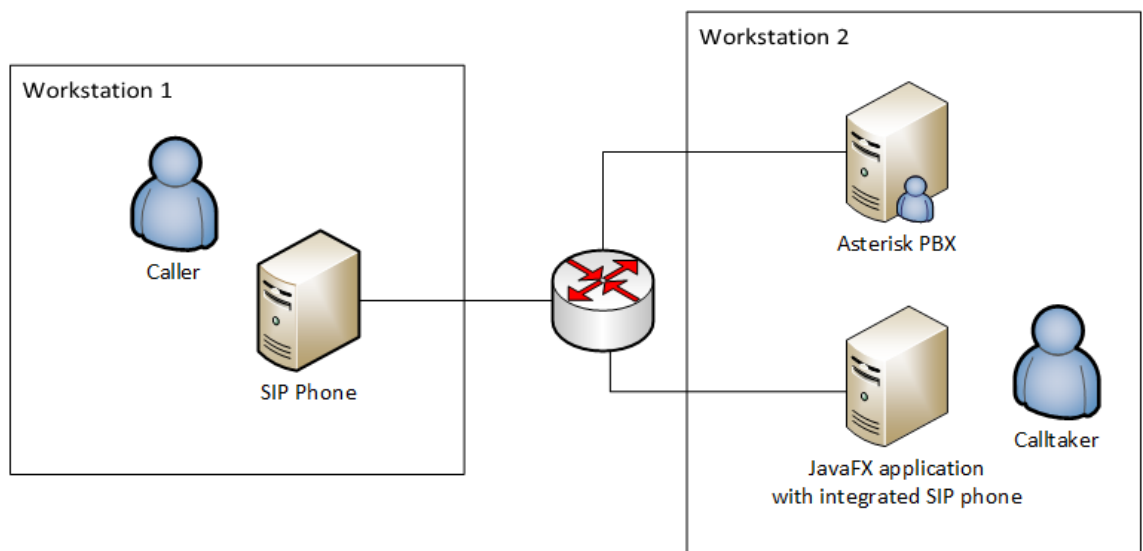 Workstation 1
Caller
SIP Phone
Workstation 2
Asterisk PBX
Calltaker
JavaFX application
with integrated SIP phone